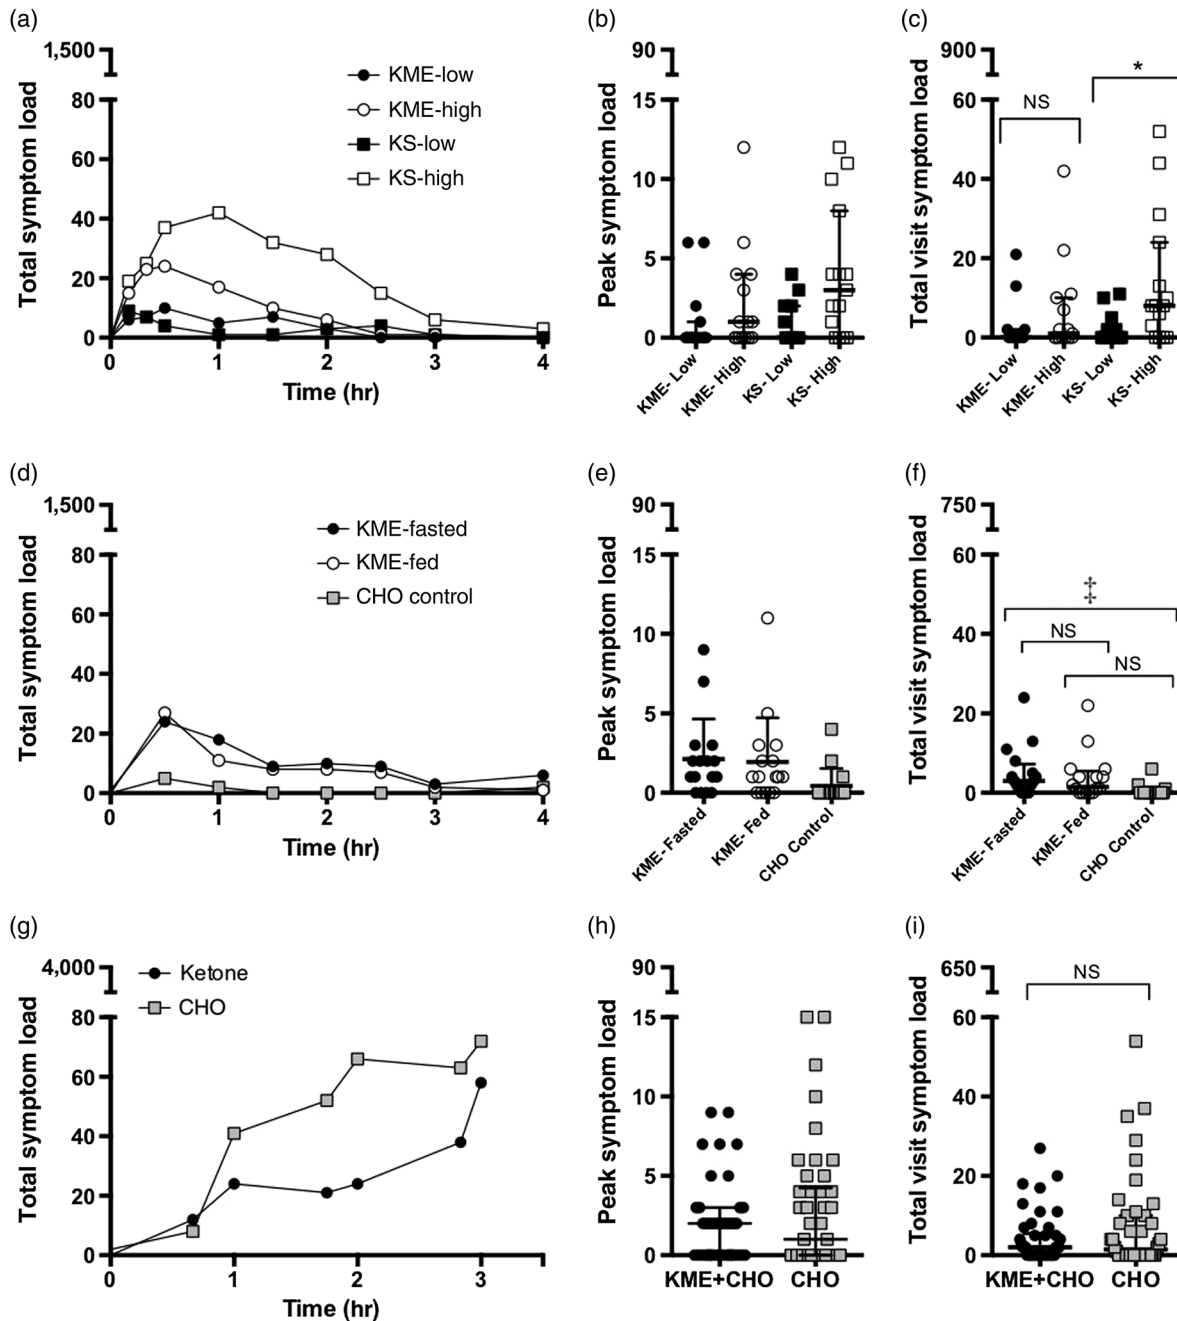 (a)
1,500
80
60
40
20
0
Total symptom load
KME-low
KME-high
KS-low
KS-high
0 1 2 3 4
Time (hr)
(b)
90
15
10
5
0
Peak symptom load
KME- Low
KME- High
KS- Low
KS- High
(c)
900
60
40
20
0
Total visit symptom load
NS
*
KME- Low
KME- High
KS- Low
KS- High
(d)
1,500
80
60
40
20
0
Total symptom load
KME-fasted
KME-fed
CHO control
0 1 2 3 4
Time (hr)
(e)
90
15
10
5
0
Peak symptom load
KME- Fasted
KME- Fed
CHO Control
(f)
750
60
40
20
0
Total visit symptom load
‡
NS
NS
KME- Fasted
KME- Fed
CHO Control
(g)
4,000
80
60
40
20
0
Total symptom load
Ketone
CHO
0 1 2 3
Time (hr)
(h)
90
15
10
5
0
Peak symptom load
KME+CHO CHO
(i)
650
60
40
20
0
Total visit symptom load
NS
KME+CHO CHO